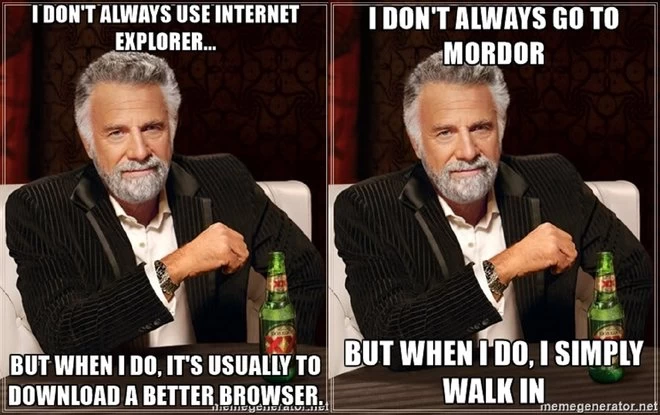 I DON'T ALWAYS USE INTERNET
EXPLORER...
BUT WHEN I DO, IT'S USUALLY TO
DOWNLOAD A BETTER BROWSER.
memegenerator.net
I DON'T ALWAYS GO TO
MORDOR
BUT WHEN I DO, I SIMPLY
WALK IN
memegenerator.net
XX